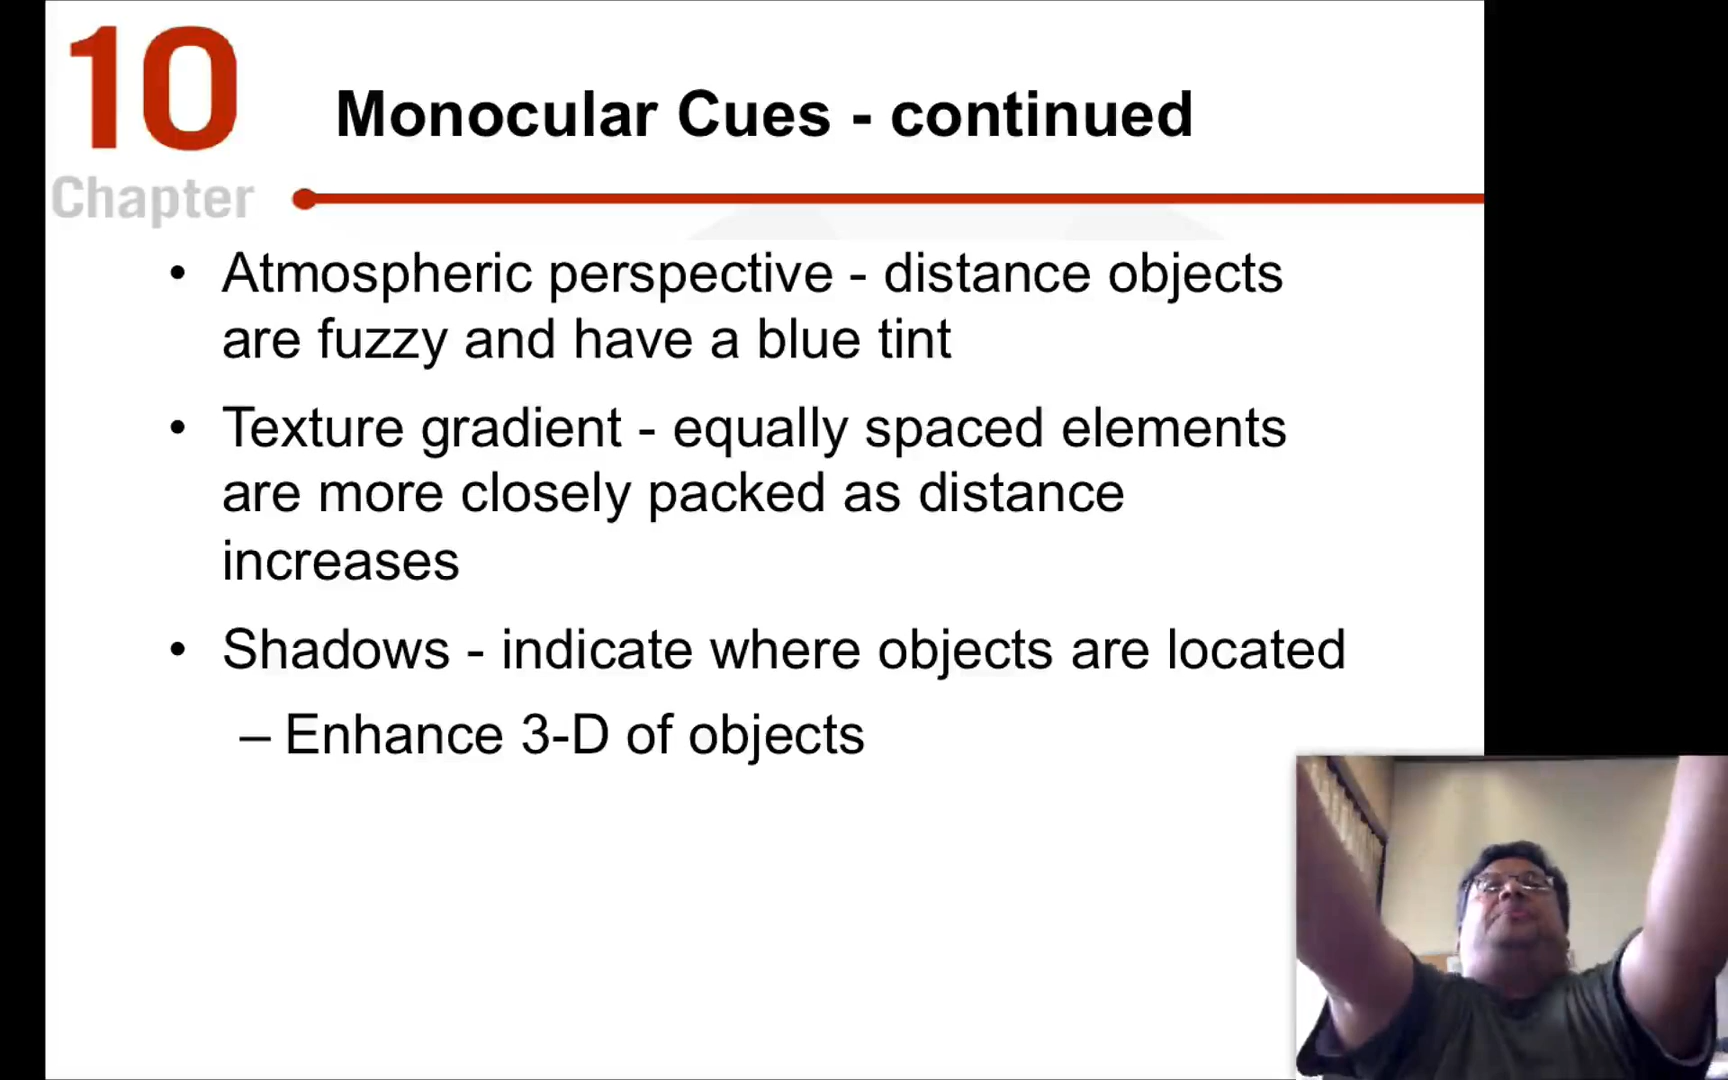 10
Chapter
Monocular Cues - continued
• Atmospheric perspective - distance objects
are fuzzy and have a blue tint
• Texture gradient - equally spaced elements
are more closely packed as distance
increases
• Shadows - indicate where objects are located
– Enhance 3-D of objects